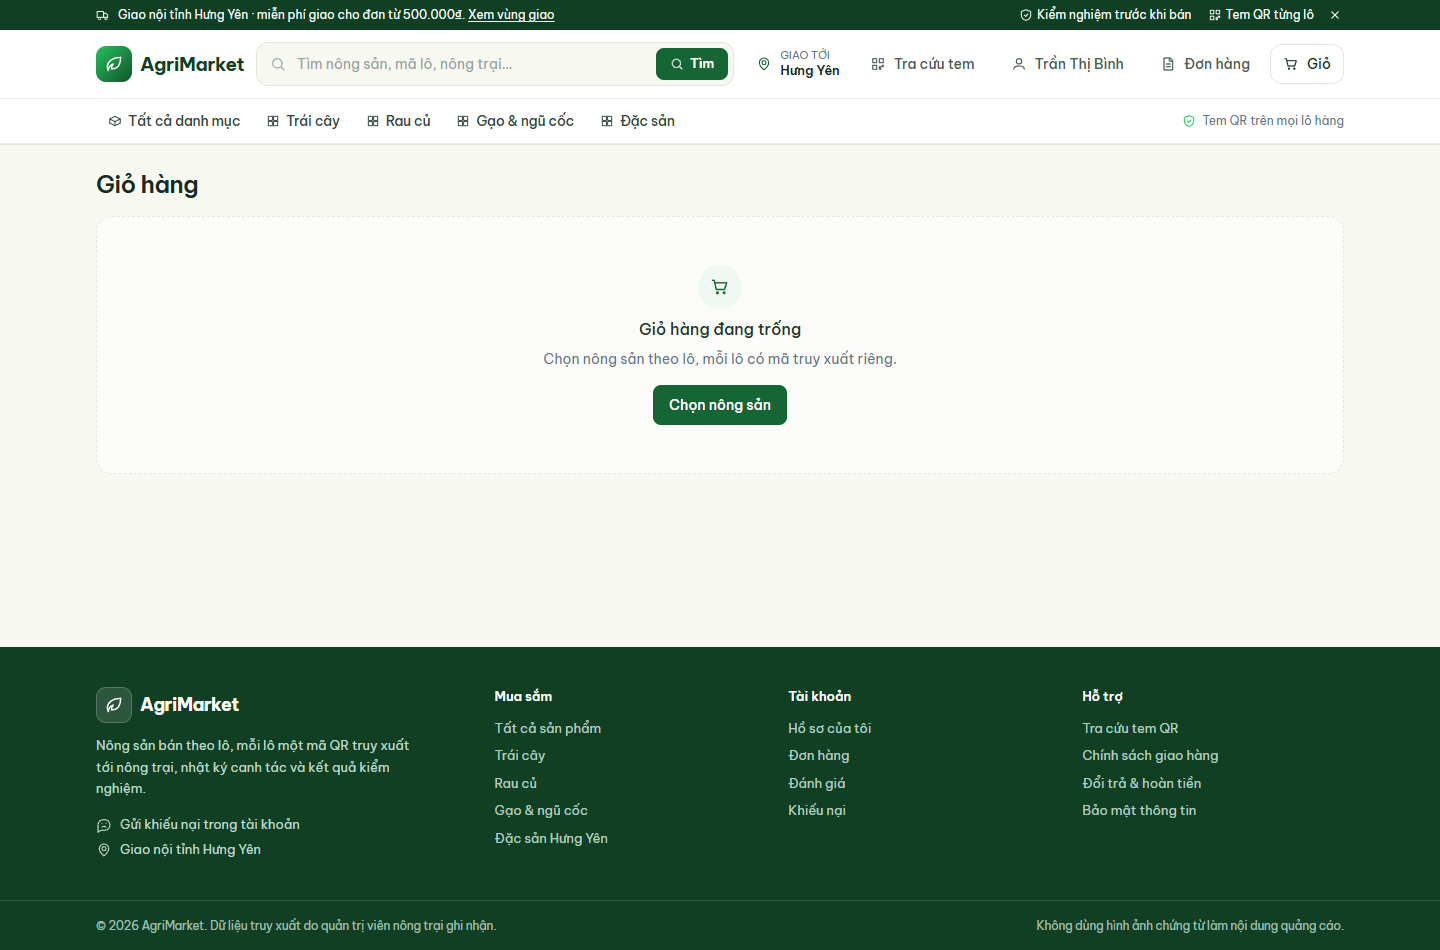 Giao nội tỉnh Hưng Yên · miễn phí giao cho đơn từ 500.000₫. Xem vùng giao
Kiểm nghiệm trước khi bán
Tem QR từng lô
AgriMarket
Tìm nông sản, mã lô, nông trại...
Tìm
GIAO TỚI
Hưng Yên
Tra cứu tem
Trần Thị Bình
Đơn hàng
Giỏ
Tất cả danh mục
Trái cây
Rau củ
Gạo & ngũ cốc
Đặc sản
Tem QR trên mọi lô hàng
Giỏ hàng
Giỏ hàng đang trống
Chọn nông sản theo lô, mỗi lô có mã truy xuất riêng.
Chọn nông sản
AgriMarket
Nông sản bán theo lô, mỗi lô một mã QR truy xuất
tới nông trại, nhật ký canh tác và kết quả kiểm
nghiệm.
Gửi khiếu nại trong tài khoản
Giao nội tỉnh Hưng Yên
Mua sắm
Tất cả sản phẩm
Trái cây
Rau củ
Gạo & ngũ cốc
Đặc sản Hưng Yên
Tài khoản
Hồ sơ của tôi
Đơn hàng
Đánh giá
Khiếu nại
Hỗ trợ
Tra cứu tem QR
Chính sách giao hàng
Đổi trả & hoàn tiền
Bảo mật thông tin
© 2026 AgriMarket. Dữ liệu truy xuất do quản trị viên nông trại ghi nhận.
Không dùng hình ảnh chứng từ làm nội dung quảng cáo.